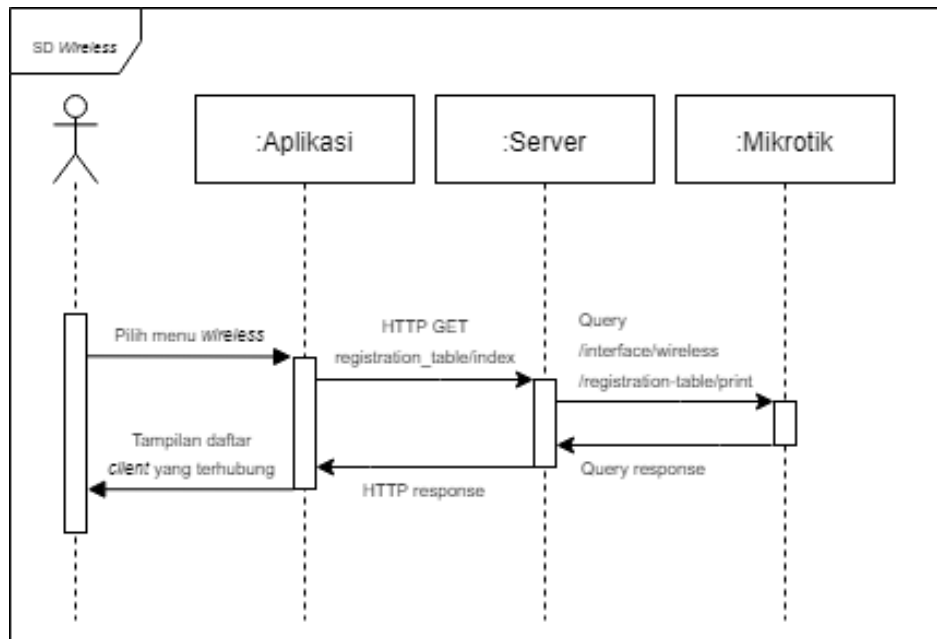 SD Wireless
:Aplikasi
:Server
:Mikrotik
Pilih menu wireless
HTTP GET
registration_table/index
Query
/interface/wireless
/registration-table/print
Tampilan daftar
client yang terhubung
HTTP response
Query response